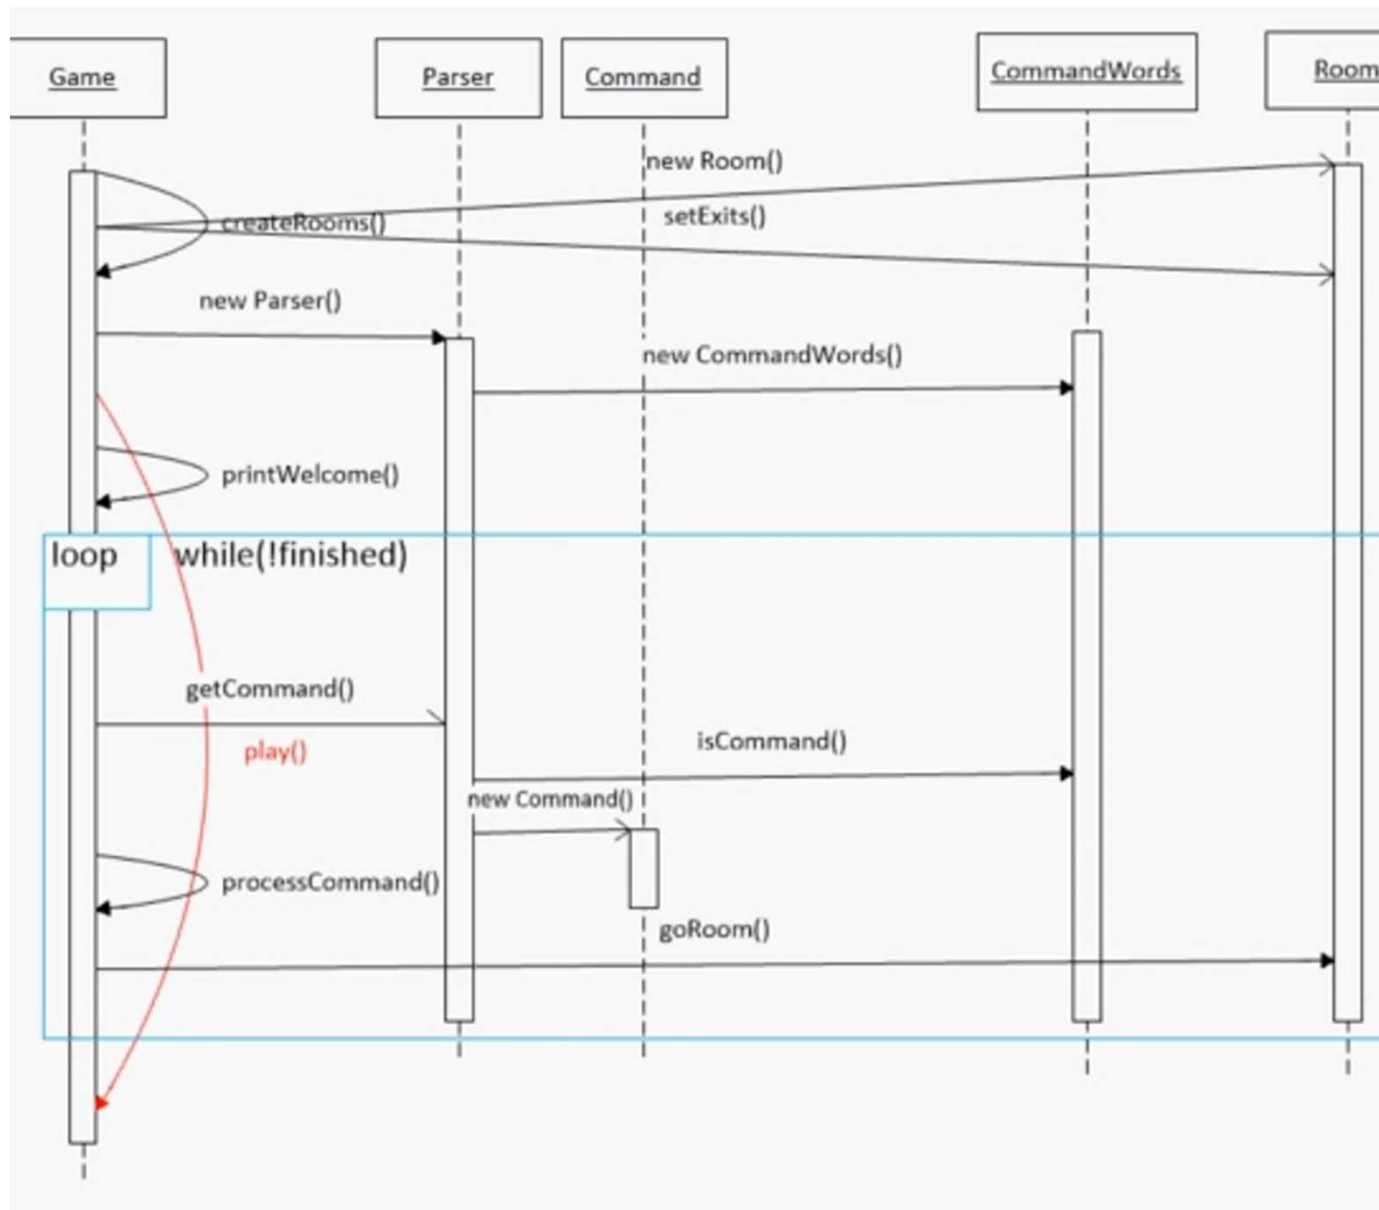 Game
Parser
Command
CommandWords
Room
new Room()
setExits()
createRooms()
new Parser()
new CommandWords()
printWelcome()
loop
while(!finished)
getCommand()
play()
isCommand()
new Command()
processCommand()
goRoom()